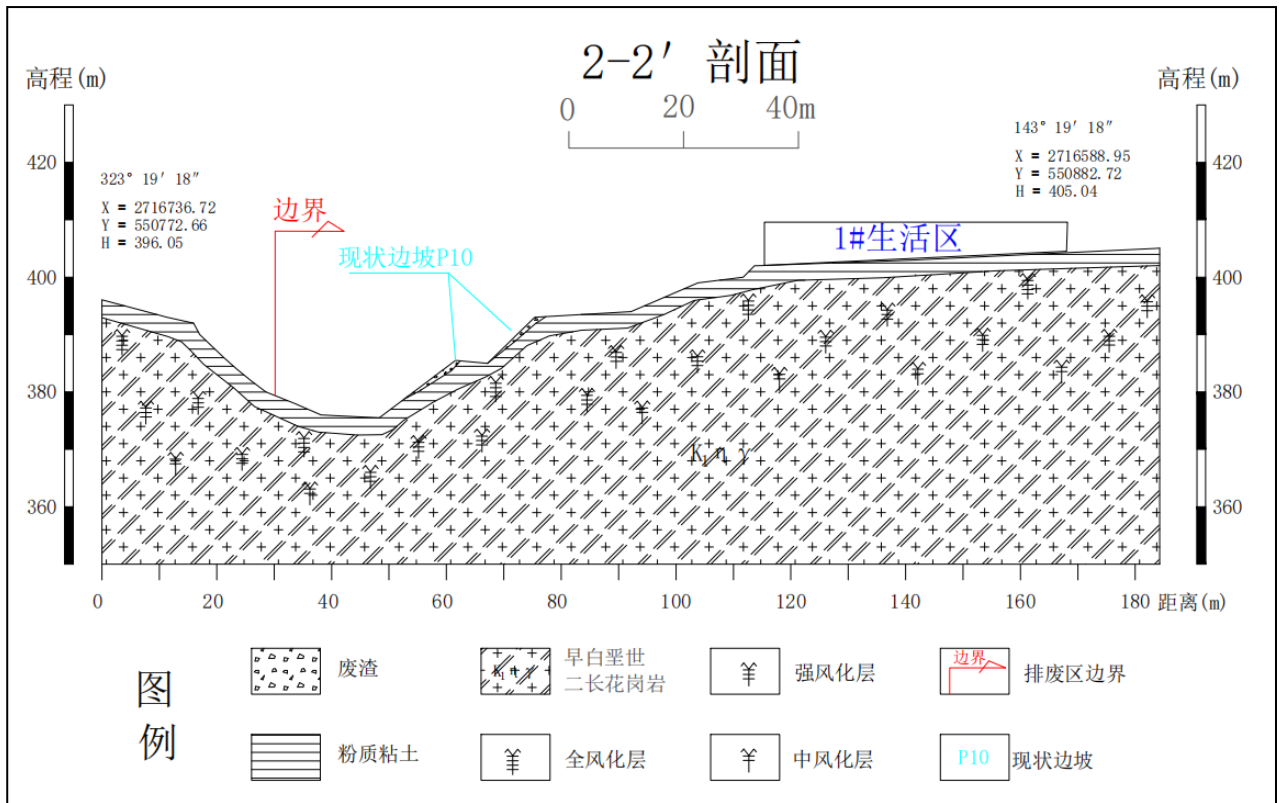 2-2′ 剖面
高程(m)
高程(m)
0 20 40m
143° 19′ 18″
X = 2716588.95
Y = 550882.72
H = 405.04
323° 19′ 18″
X = 2716736.72
Y = 550772.66
H = 396.05
420
420
边界
1#生活区
现状边坡P10
400
400
380
380
K₁ η γ
360
360
0 20 40 60 80 100 120 140 160 180 距离(m)
图例
废渣
K₁ η γ
早白垩世
二长花岗岩
强风化层
边界
排废区边界
粉质粘土
全风化层
中风化层
P10
现状边坡